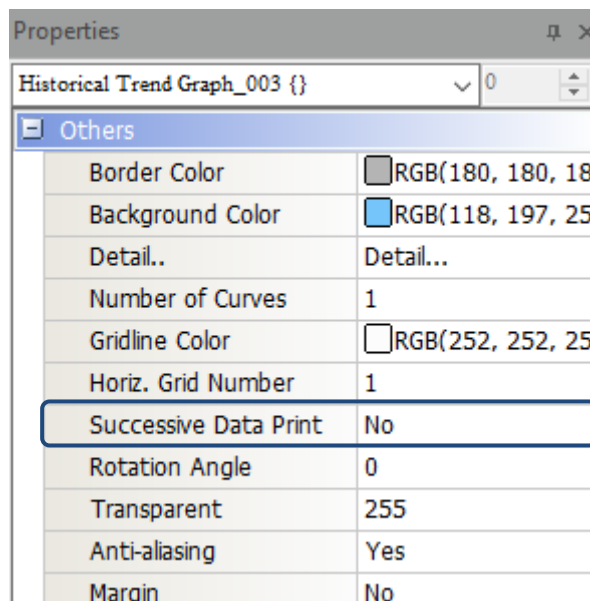 Properties
Historical Trend Graph_003 {} 0
Others
Border Color RGB(180, 180, 18
Background Color RGB(118, 197, 25
Detail.. Detail...
Number of Curves 1
Gridline Color RGB(252, 252, 25
Horiz. Grid Number 1
Successive Data Print No
Rotation Angle 0
Transparent 255
Anti-aliasing Yes
Margin No